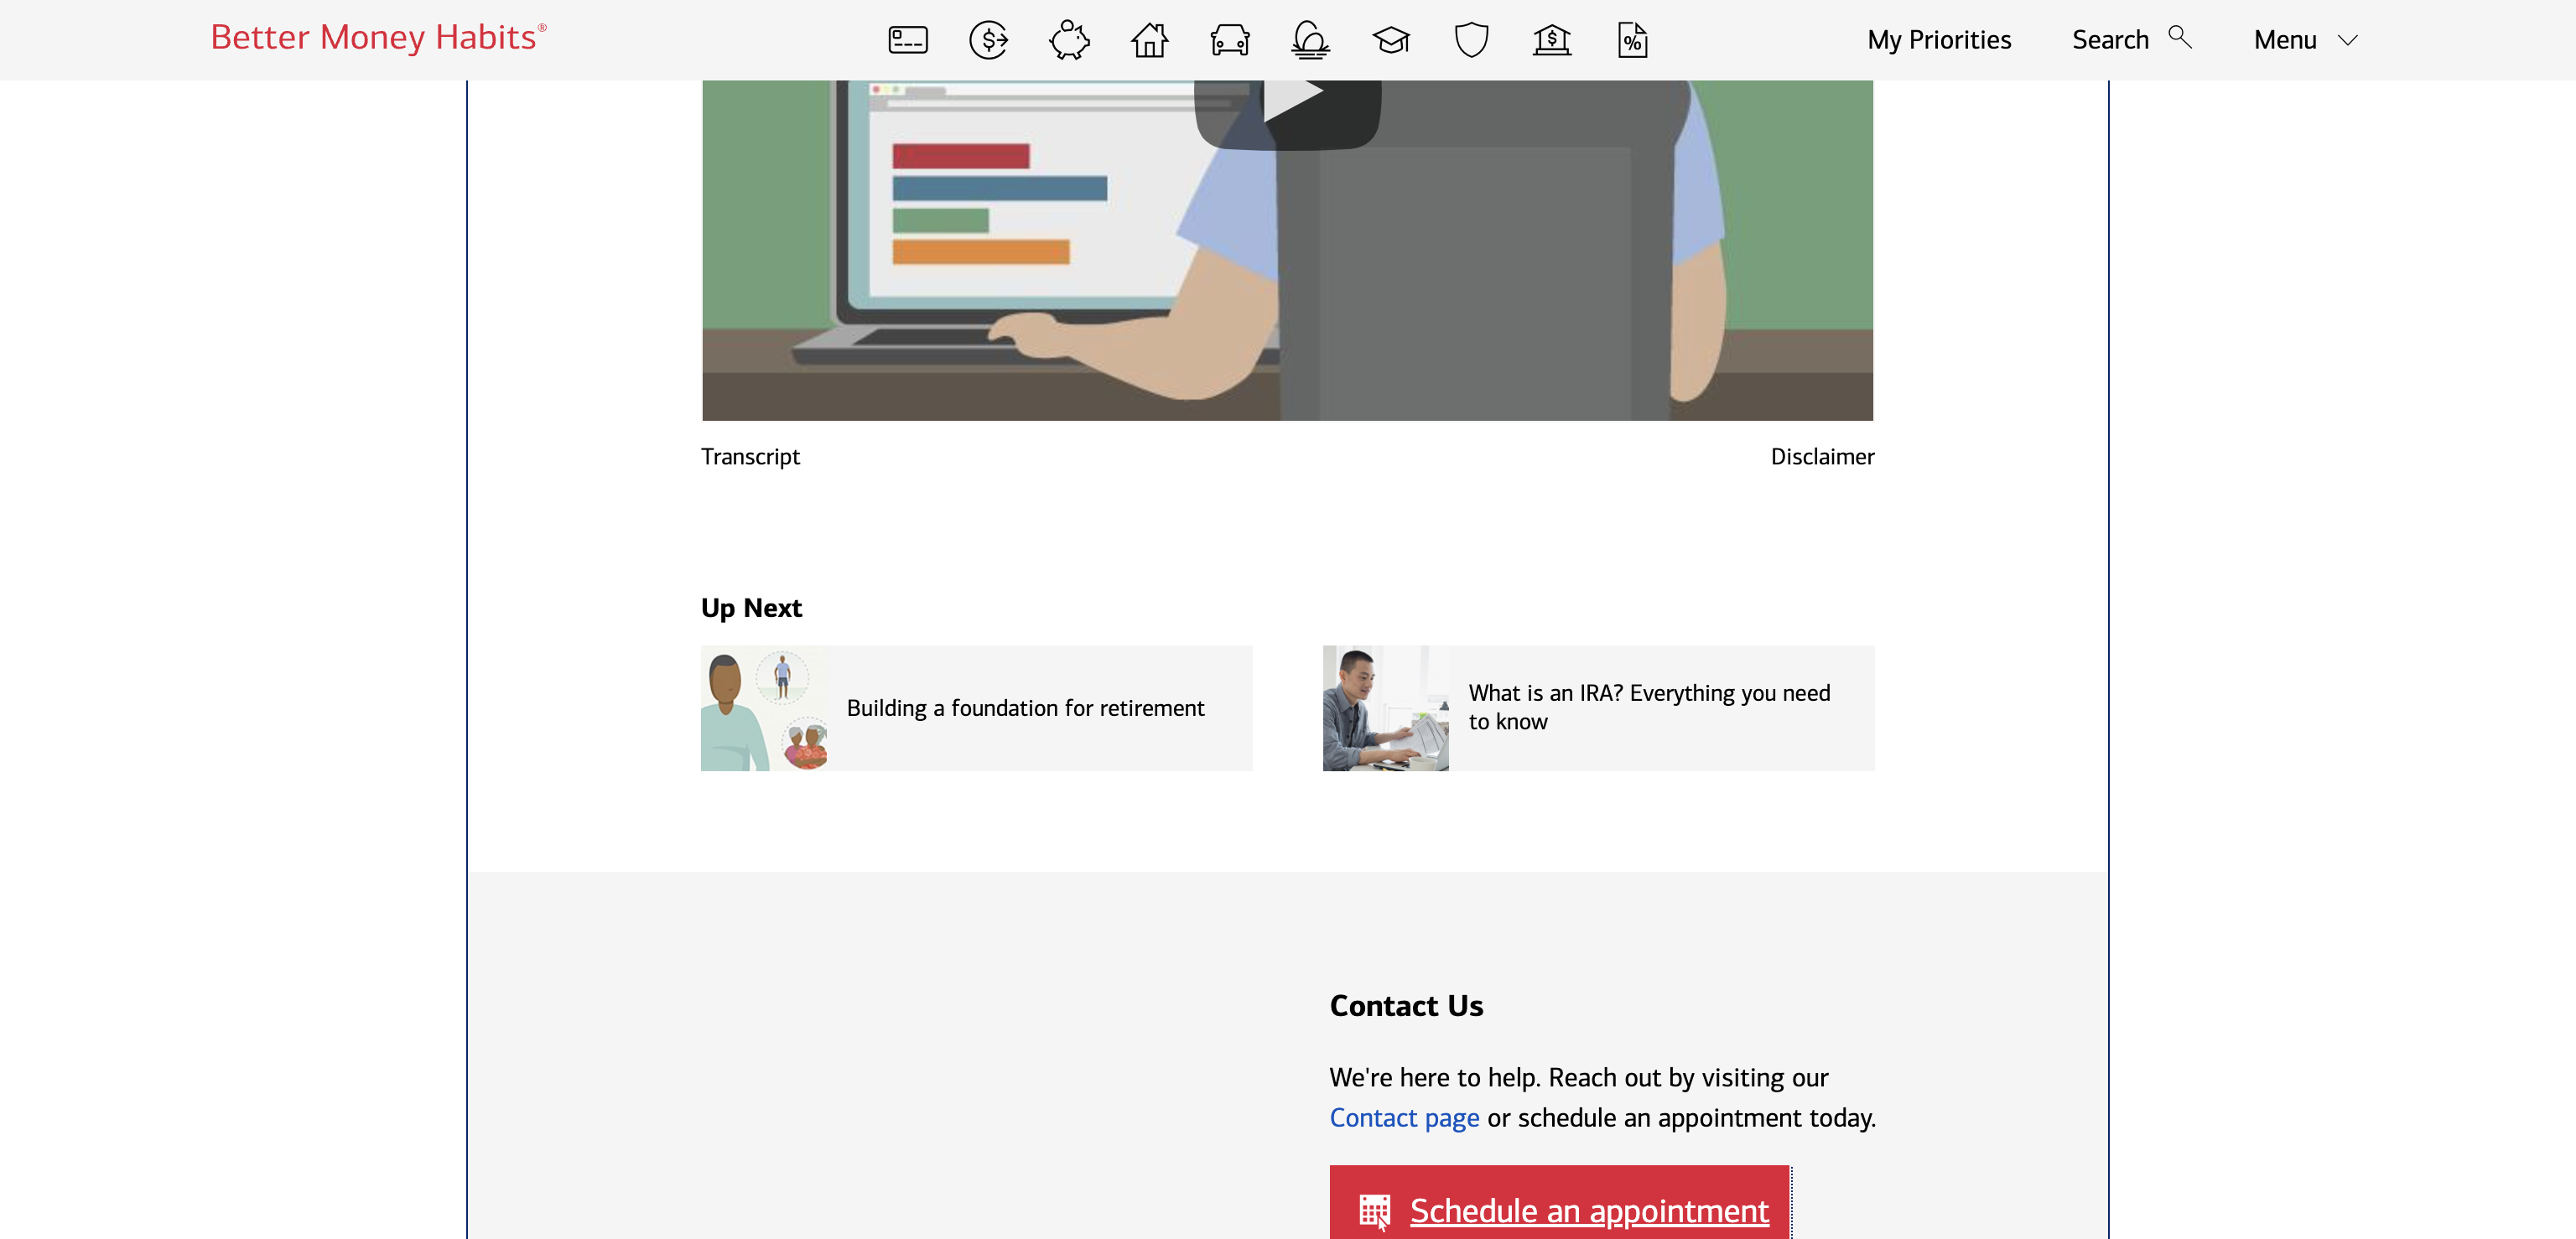 Better Money Habits®
My Priorities
Search
Menu
Transcript
Disclaimer
Up Next
Building a foundation for retirement
What is an IRA? Everything you need
to know
Contact Us
We're here to help. Reach out by visiting our
Contact page or schedule an appointment today.
Schedule an appointment